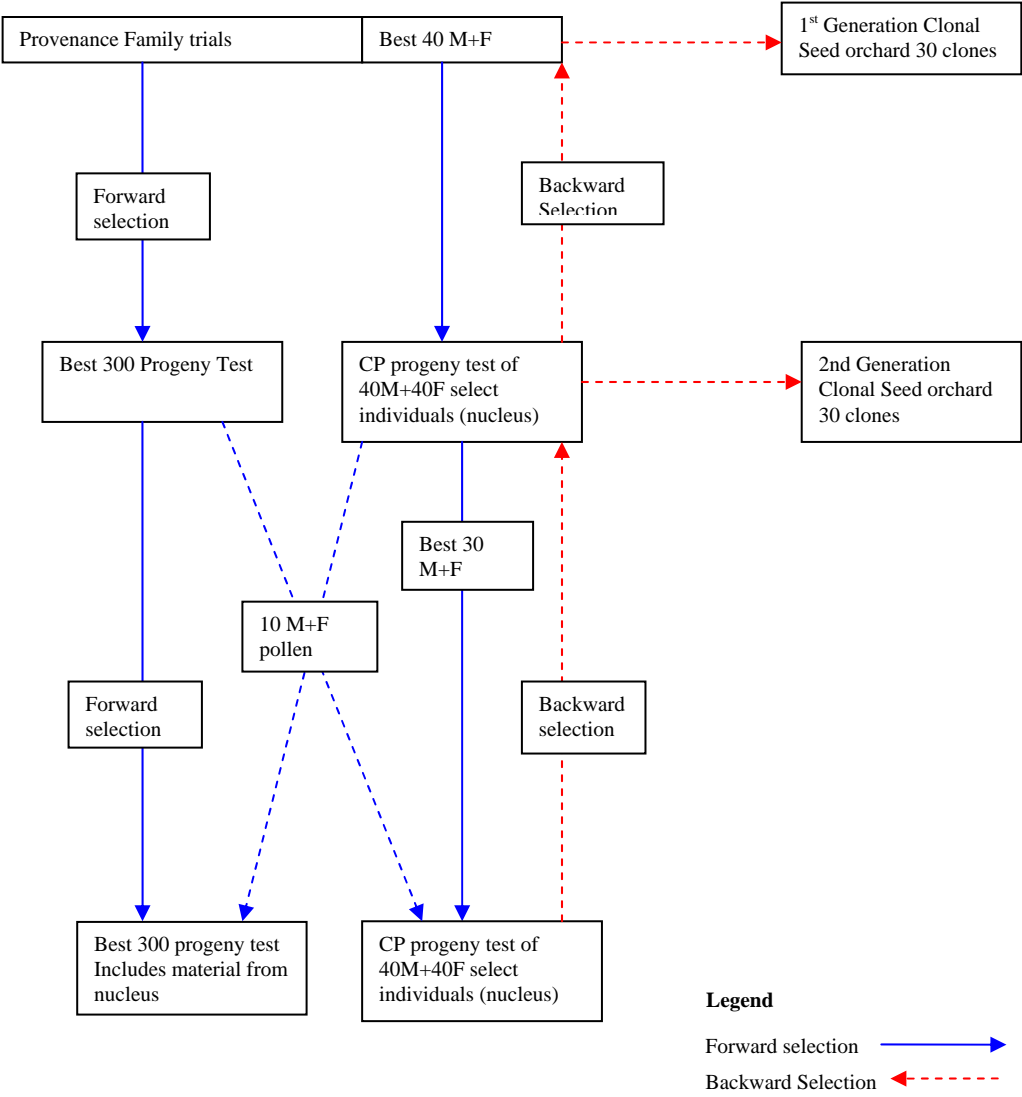 Provenance Family trials
Best 40 M+F
1st Generation Clonal
Seed orchard 30 clones
Forward
selection
Backward
Selection
Best 300 Progeny Test
CP progeny test of
40M+40F select
individuals (nucleus)
2nd Generation
Clonal Seed orchard
30 clones
Best 30
M+F
10 M+F
pollen
Forward
selection
Backward
selection
Best 300 progeny test
Includes material from
nucleus
CP progeny test of
40M+40F select
individuals (nucleus)
Legend
Forward selection
Backward Selection